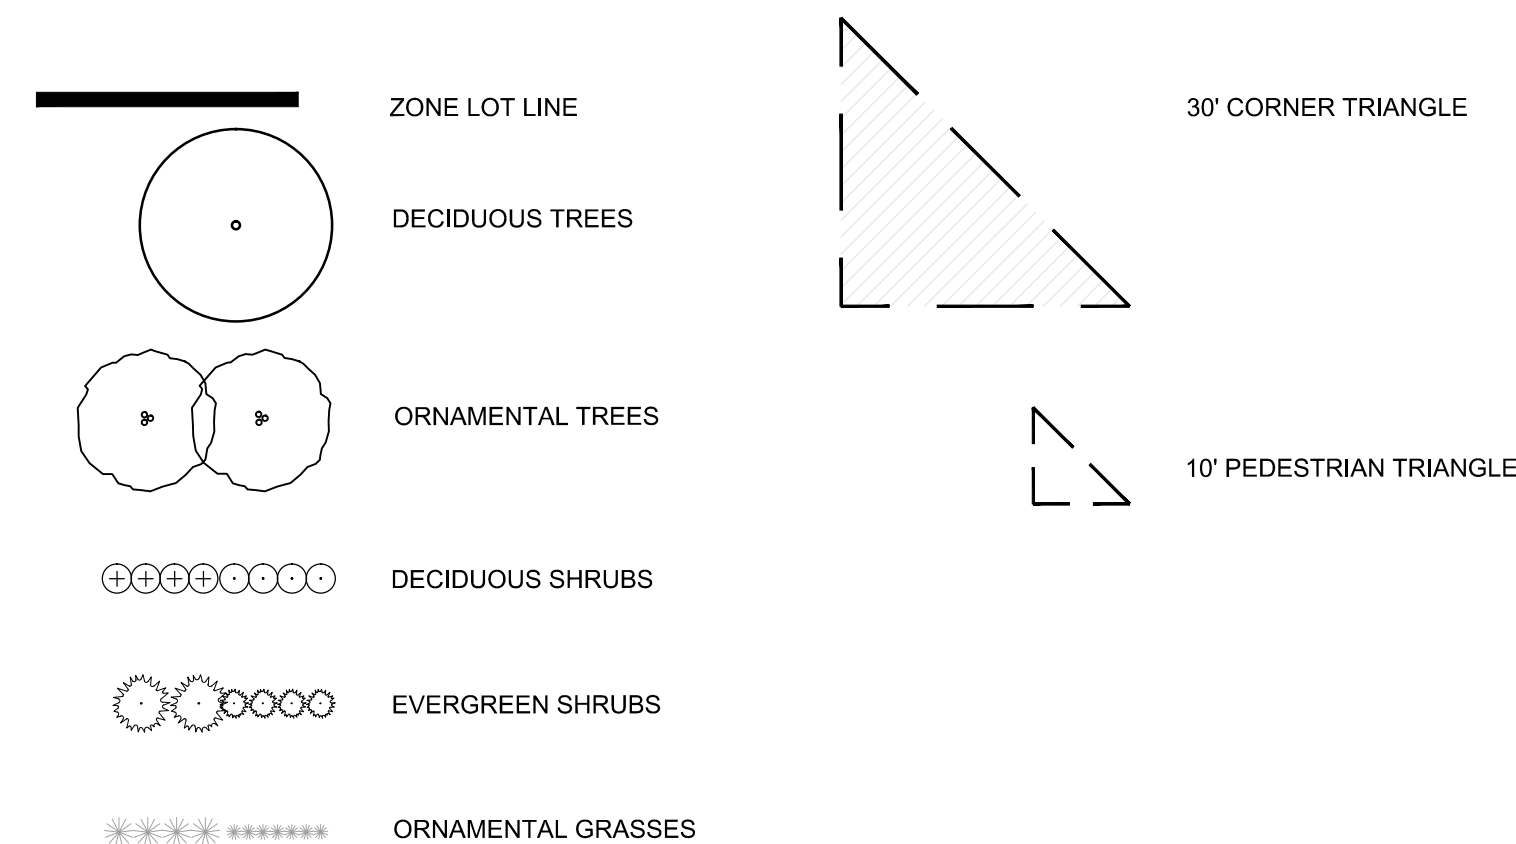 ZONE LOT LINE
DECIDUOUS TREES
ORNAMENTAL TREES
DECIDUOUS SHRUBS
EVERGREEN SHRUBS
ORNAMENTAL GRASSES
30' CORNER TRIANGLE
10' PEDESTRIAN TRIANGLE